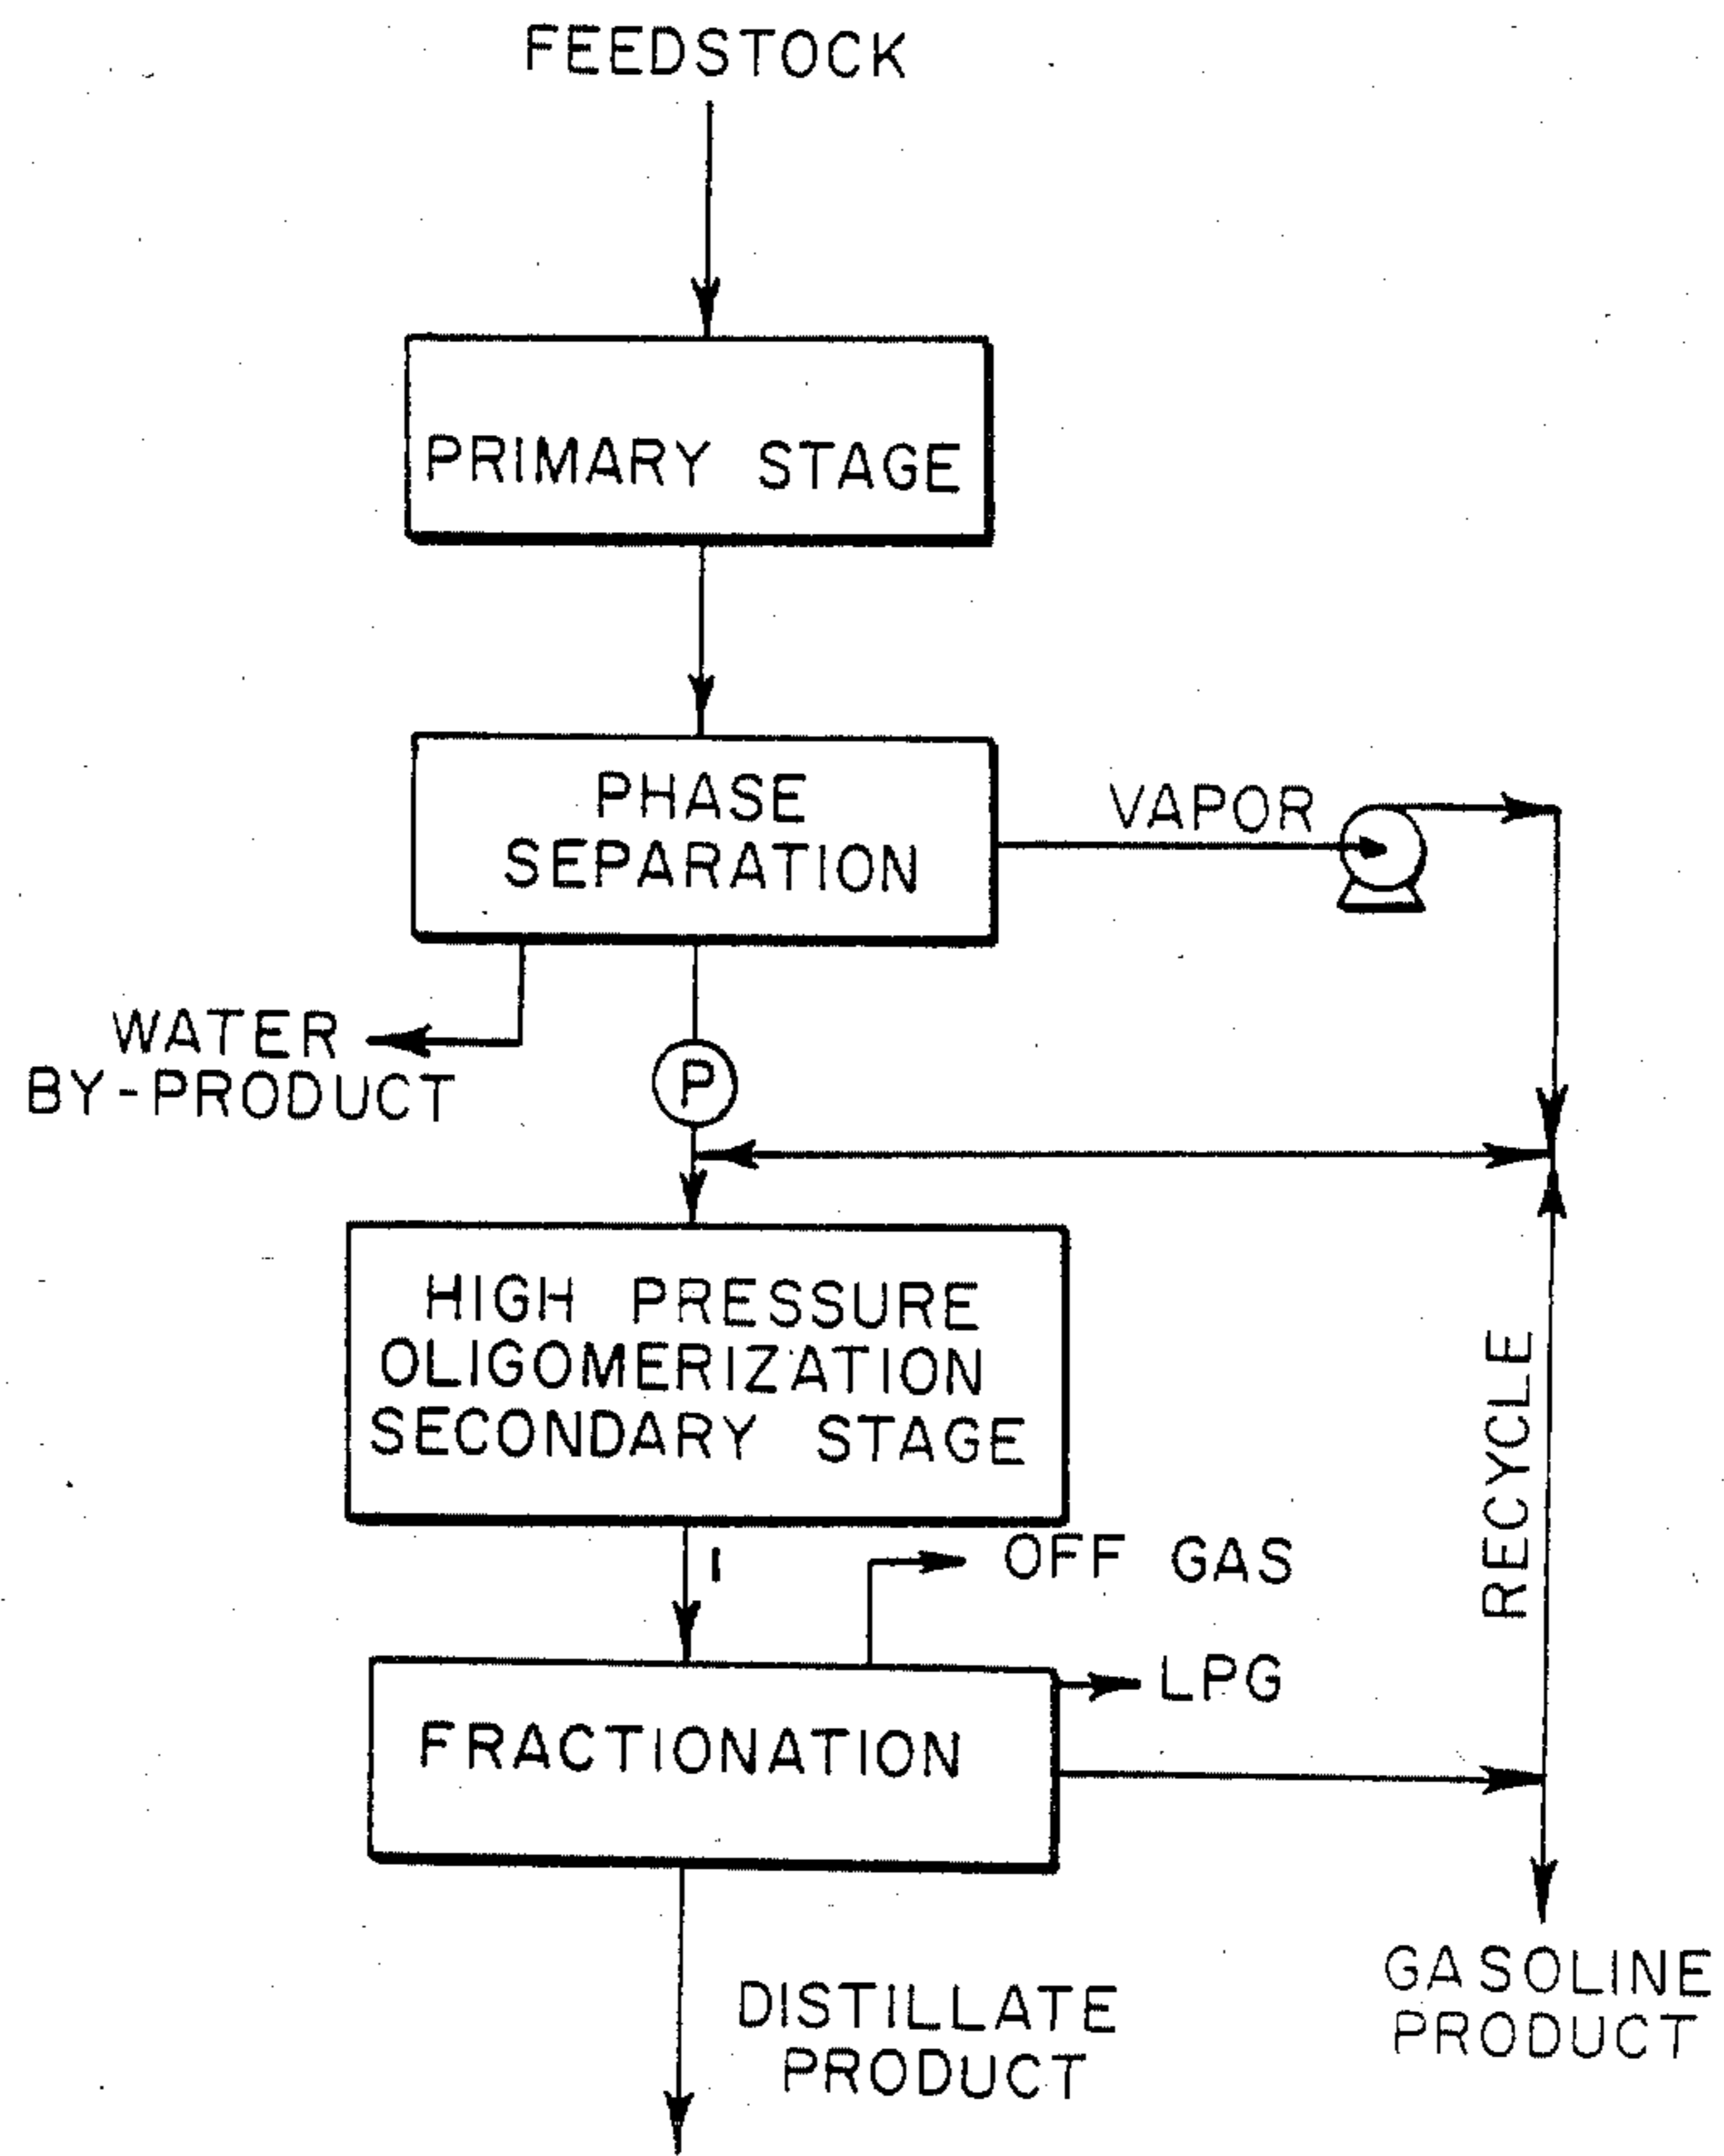 FEEDSTOCK
PRIMARY STAGE
PHASE
SEPARATION
VAPOR
WATER
BY-PRODUCT
P
HIGH PRESSURE
OLIGOMERIZATION
SECONDARY STAGE
RECYCLE
OFF GAS
LPG
FRACTIONATION
GASOLINE
PRODUCT
DISTILLATE
PRODUCT